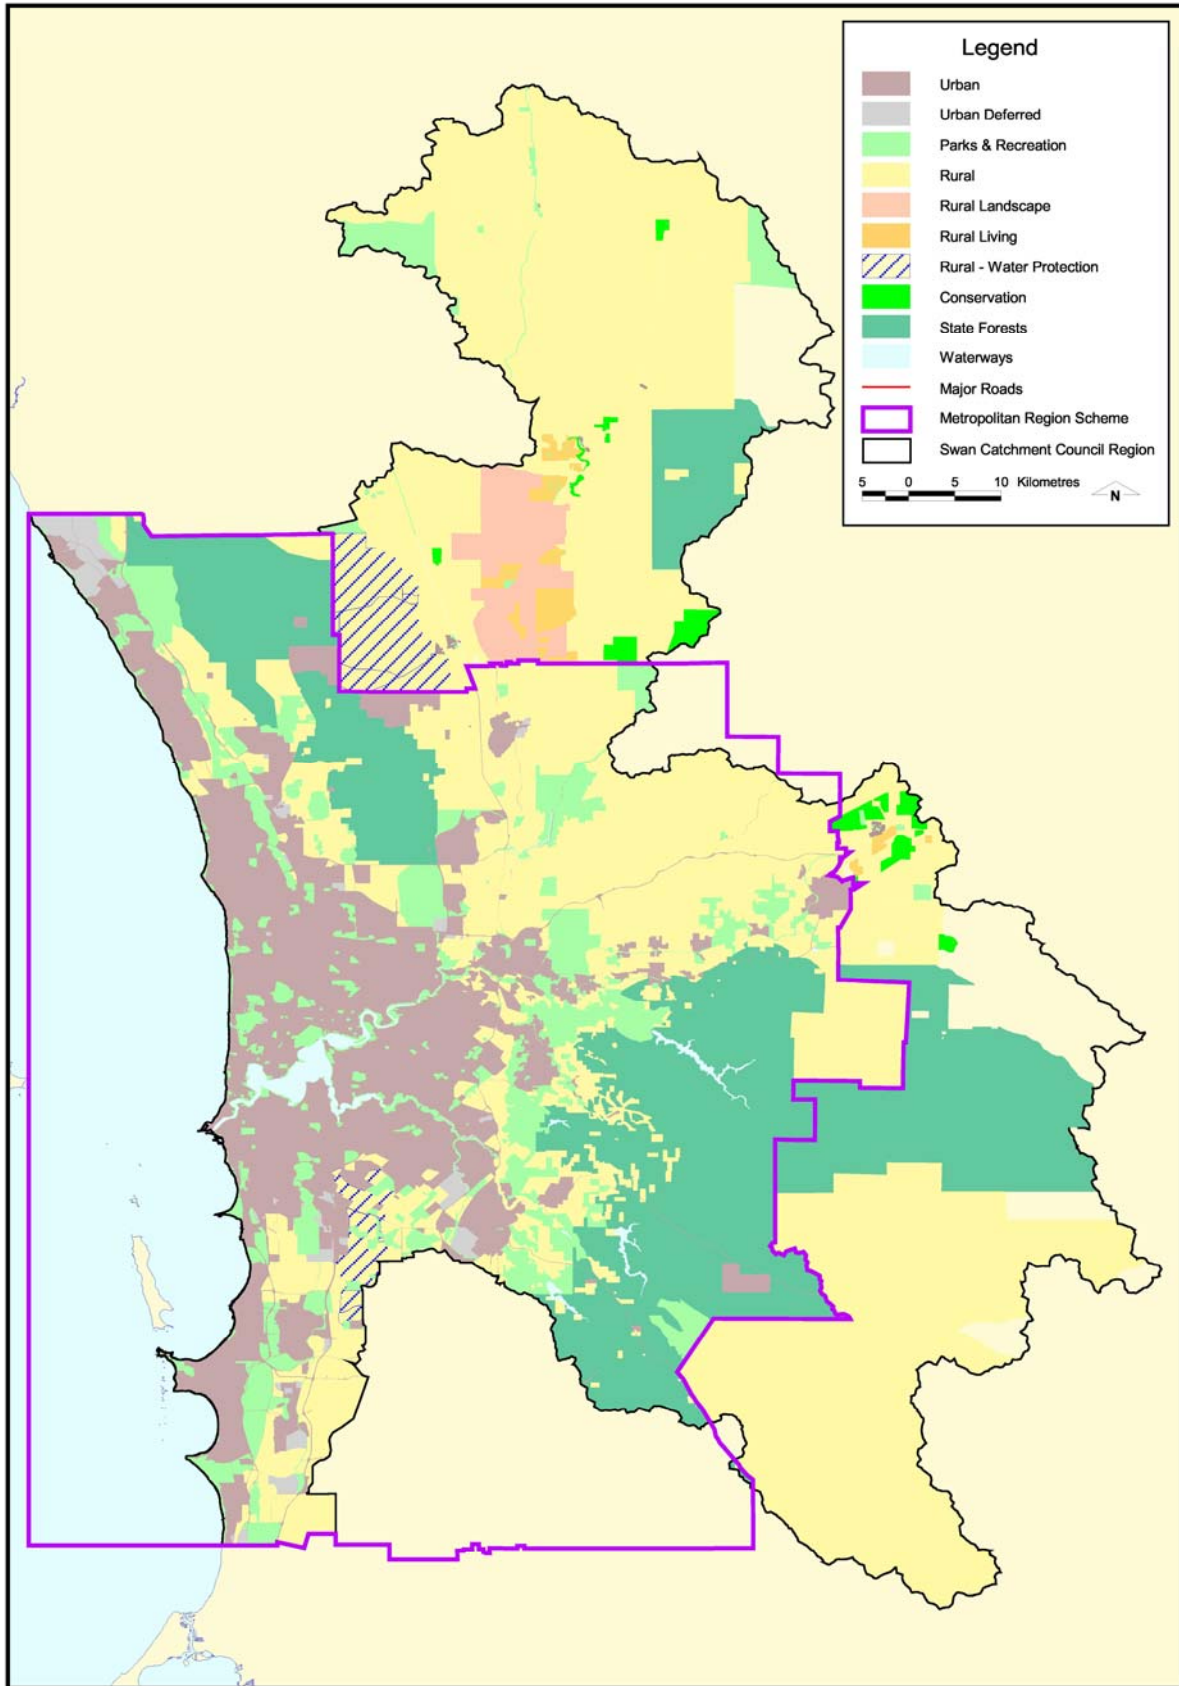 Legend
Urban
Urban Deferred
Parks & Recreation
Rural
Rural Landscape
Rural Living
Rural - Water Protection
Conservation
State Forests
Waterways
Major Roads
Metropolitan Region Scheme
Swan Catchment Council Region
5 0 5 10 Kilometres
N